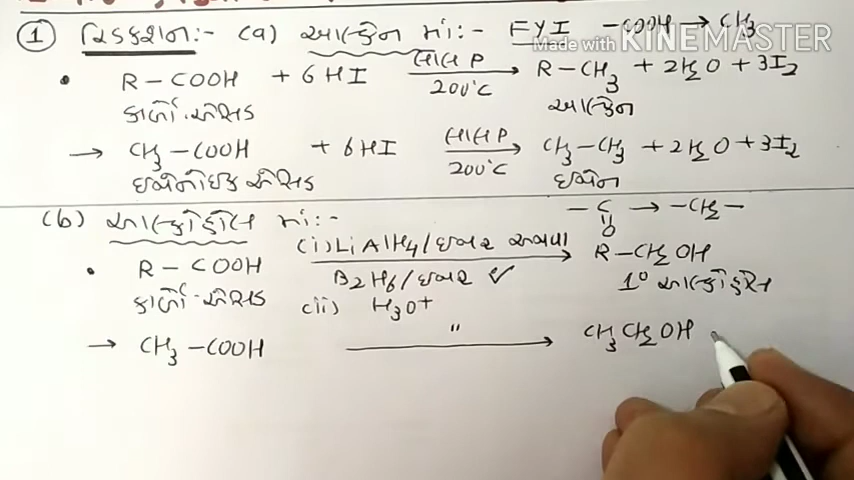 ① રિડક્શન:- (a) આલ્કેન માં:- FYI -COOH → CH₃
Made with KINEMASTER
• R-COOH + 6HI લાલ P → R-CH₃ + 2H₂O + 3I₂
200°C
કાર્બો. એસિડ આલ્કેન
→ CH₃-COOH + 6HI લાલ P → CH₃-CH₃ + 2H₂O + 3I₂
200°C
ઇથેનોઇક એસિડ ઇથેન
(b) આલ્કોહોલ માં:- -C- → -CH₂-
O
• R-COOH (i) LiAlH₄/ઇથર અથવા → R-CH₂OH
B₂H₆/ઇથર ✓
કાર્બો. એસિડ (ii) H₃O⁺ 1° આલ્કોહોલ
→ CH₃-COOH " → CH₃CH₂OH